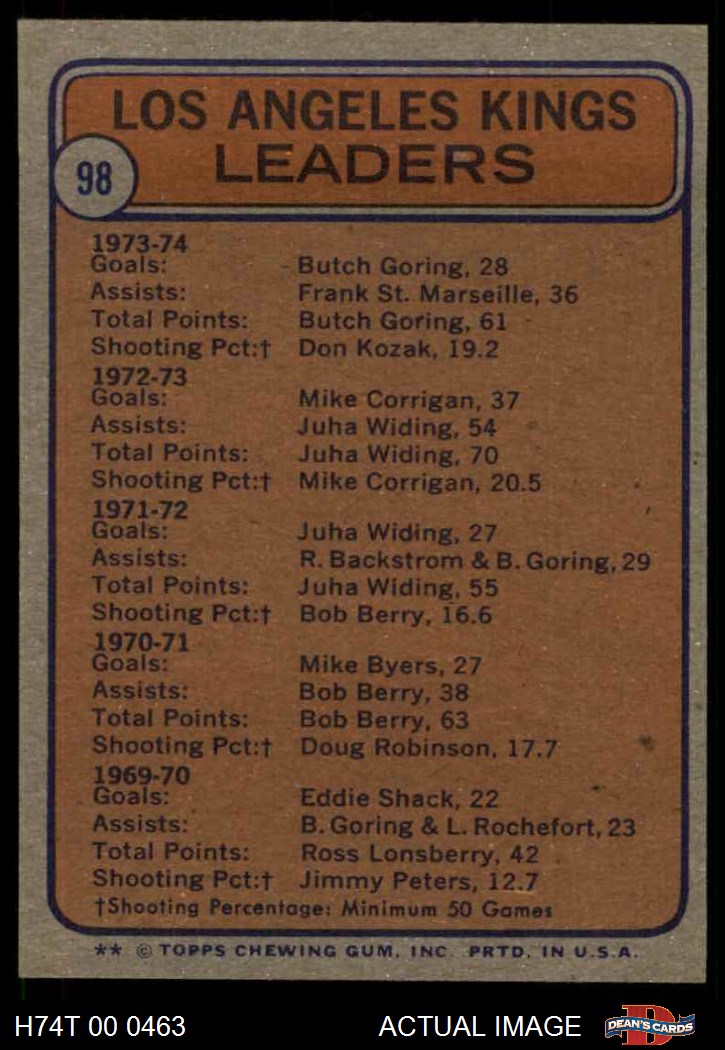 LOS ANGELES KINGS
LEADERS
98
1973-74
Goals: Butch Goring, 28
Assists: Frank St. Marseille, 36
Total Points: Butch Goring, 61
Shooting Pct:† Don Kozak, 19.2
1972-73
Goals: Mike Corrigan, 37
Assists: Juha Widing, 54
Total Points: Juha Widing, 70
Shooting Pct:† Mike Corrigan, 20.5
1971-72
Goals: Juha Widing, 27
Assists: R. Backstrom & B. Goring, 29
Total Points: Juha Widing, 55
Shooting Pct:† Bob Berry, 16.6
1970-71
Goals: Mike Byers, 27
Assists: Bob Berry, 38
Total Points: Bob Berry, 63
Shooting Pct:† Doug Robinson, 17.7
1969-70
Goals: Eddie Shack, 22
Assists: B. Goring & L. Rochefort, 23
Total Points: Ross Lonsberry, 42
Shooting Pct:† Jimmy Peters, 12.7
†Shooting Percentage: Minimum 50 Games
** © TOPPS CHEWING GUM, INC. PRTD. IN U.S.A.
H74T 00 0463 ACTUAL IMAGE
D
DEAN'S CARDS